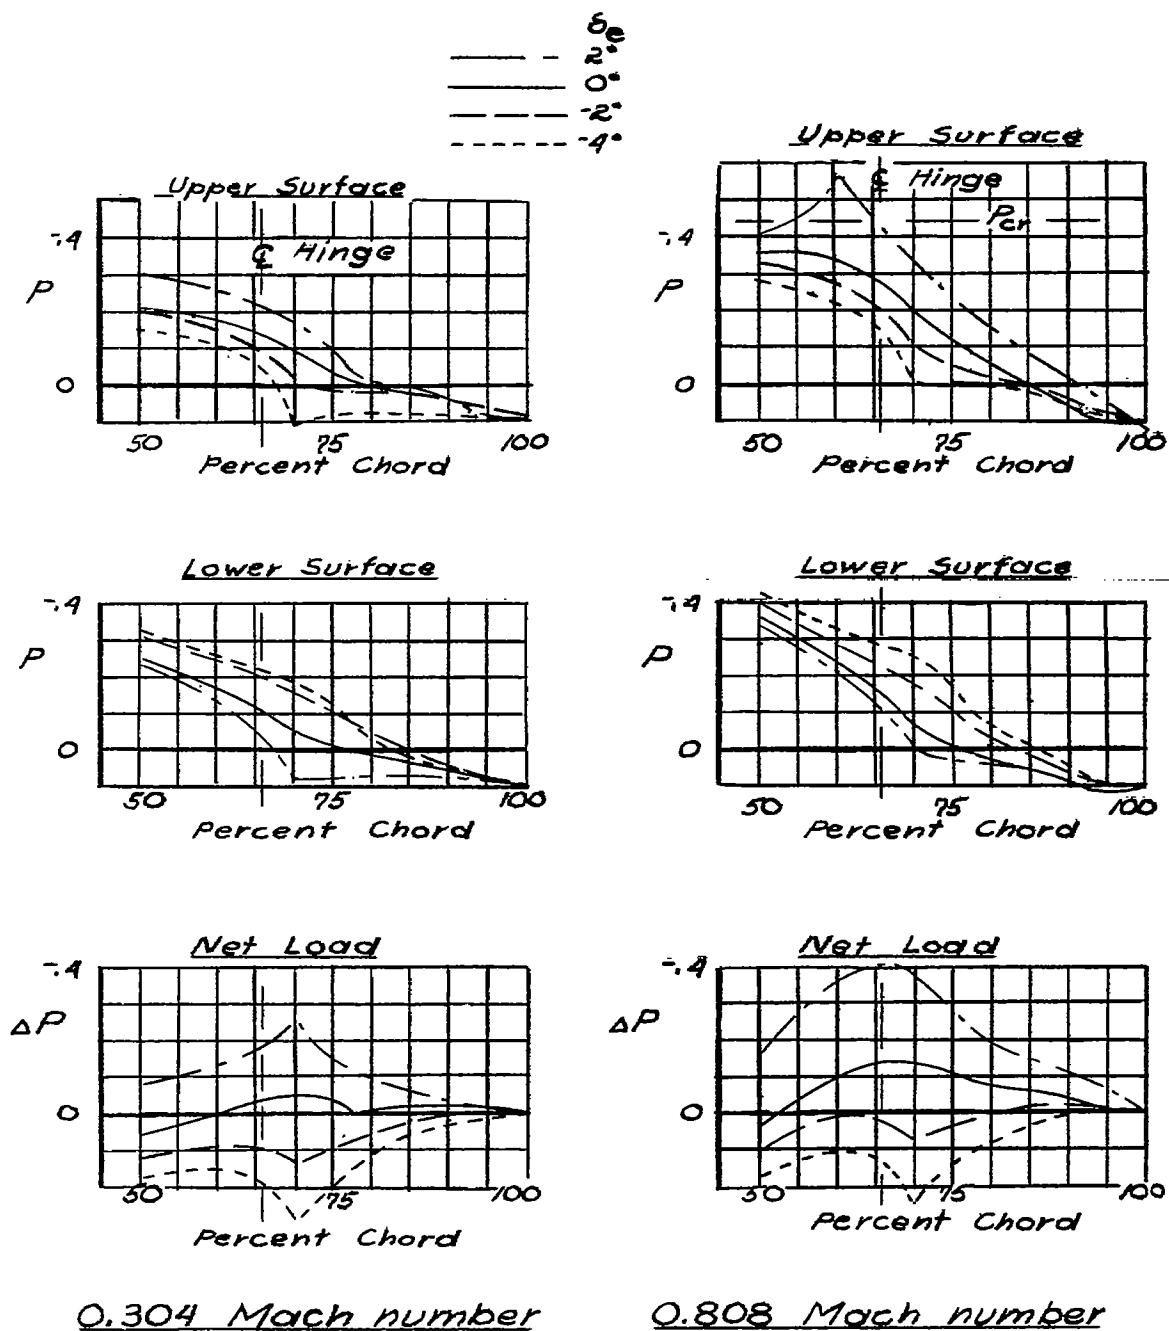 δe
2°
0°
-2°
-4°
Upper Surface
℄ Hinge
-.4
P
0
50 75 100
Percent Chord
Upper Surface
℄ Hinge
Pcr
-.4
P
0
50 75 100
Percent Chord
Lower Surface
-.4
P
0
50 75 100
Percent Chord
Lower Surface
-.4
P
0
50 75 100
Percent Chord
Net Load
-.4
ΔP
0
50 75 100
Percent Chord
Net Load
-.4
ΔP
0
50 75 100
Percent Chord
0.304 Mach number
0.808 Mach number